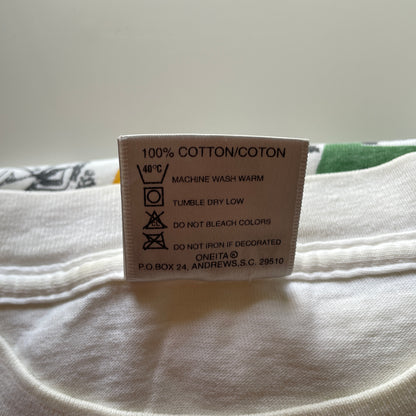 100% COTTON/COTON
40°C MACHINE WASH WARM
TUMBLE DRY LOW
DO NOT BLEACH COLORS
DO NOT IRON IF DECORATED
ONEITA®
P.O.BOX 24, ANDREWS,S.C. 29510